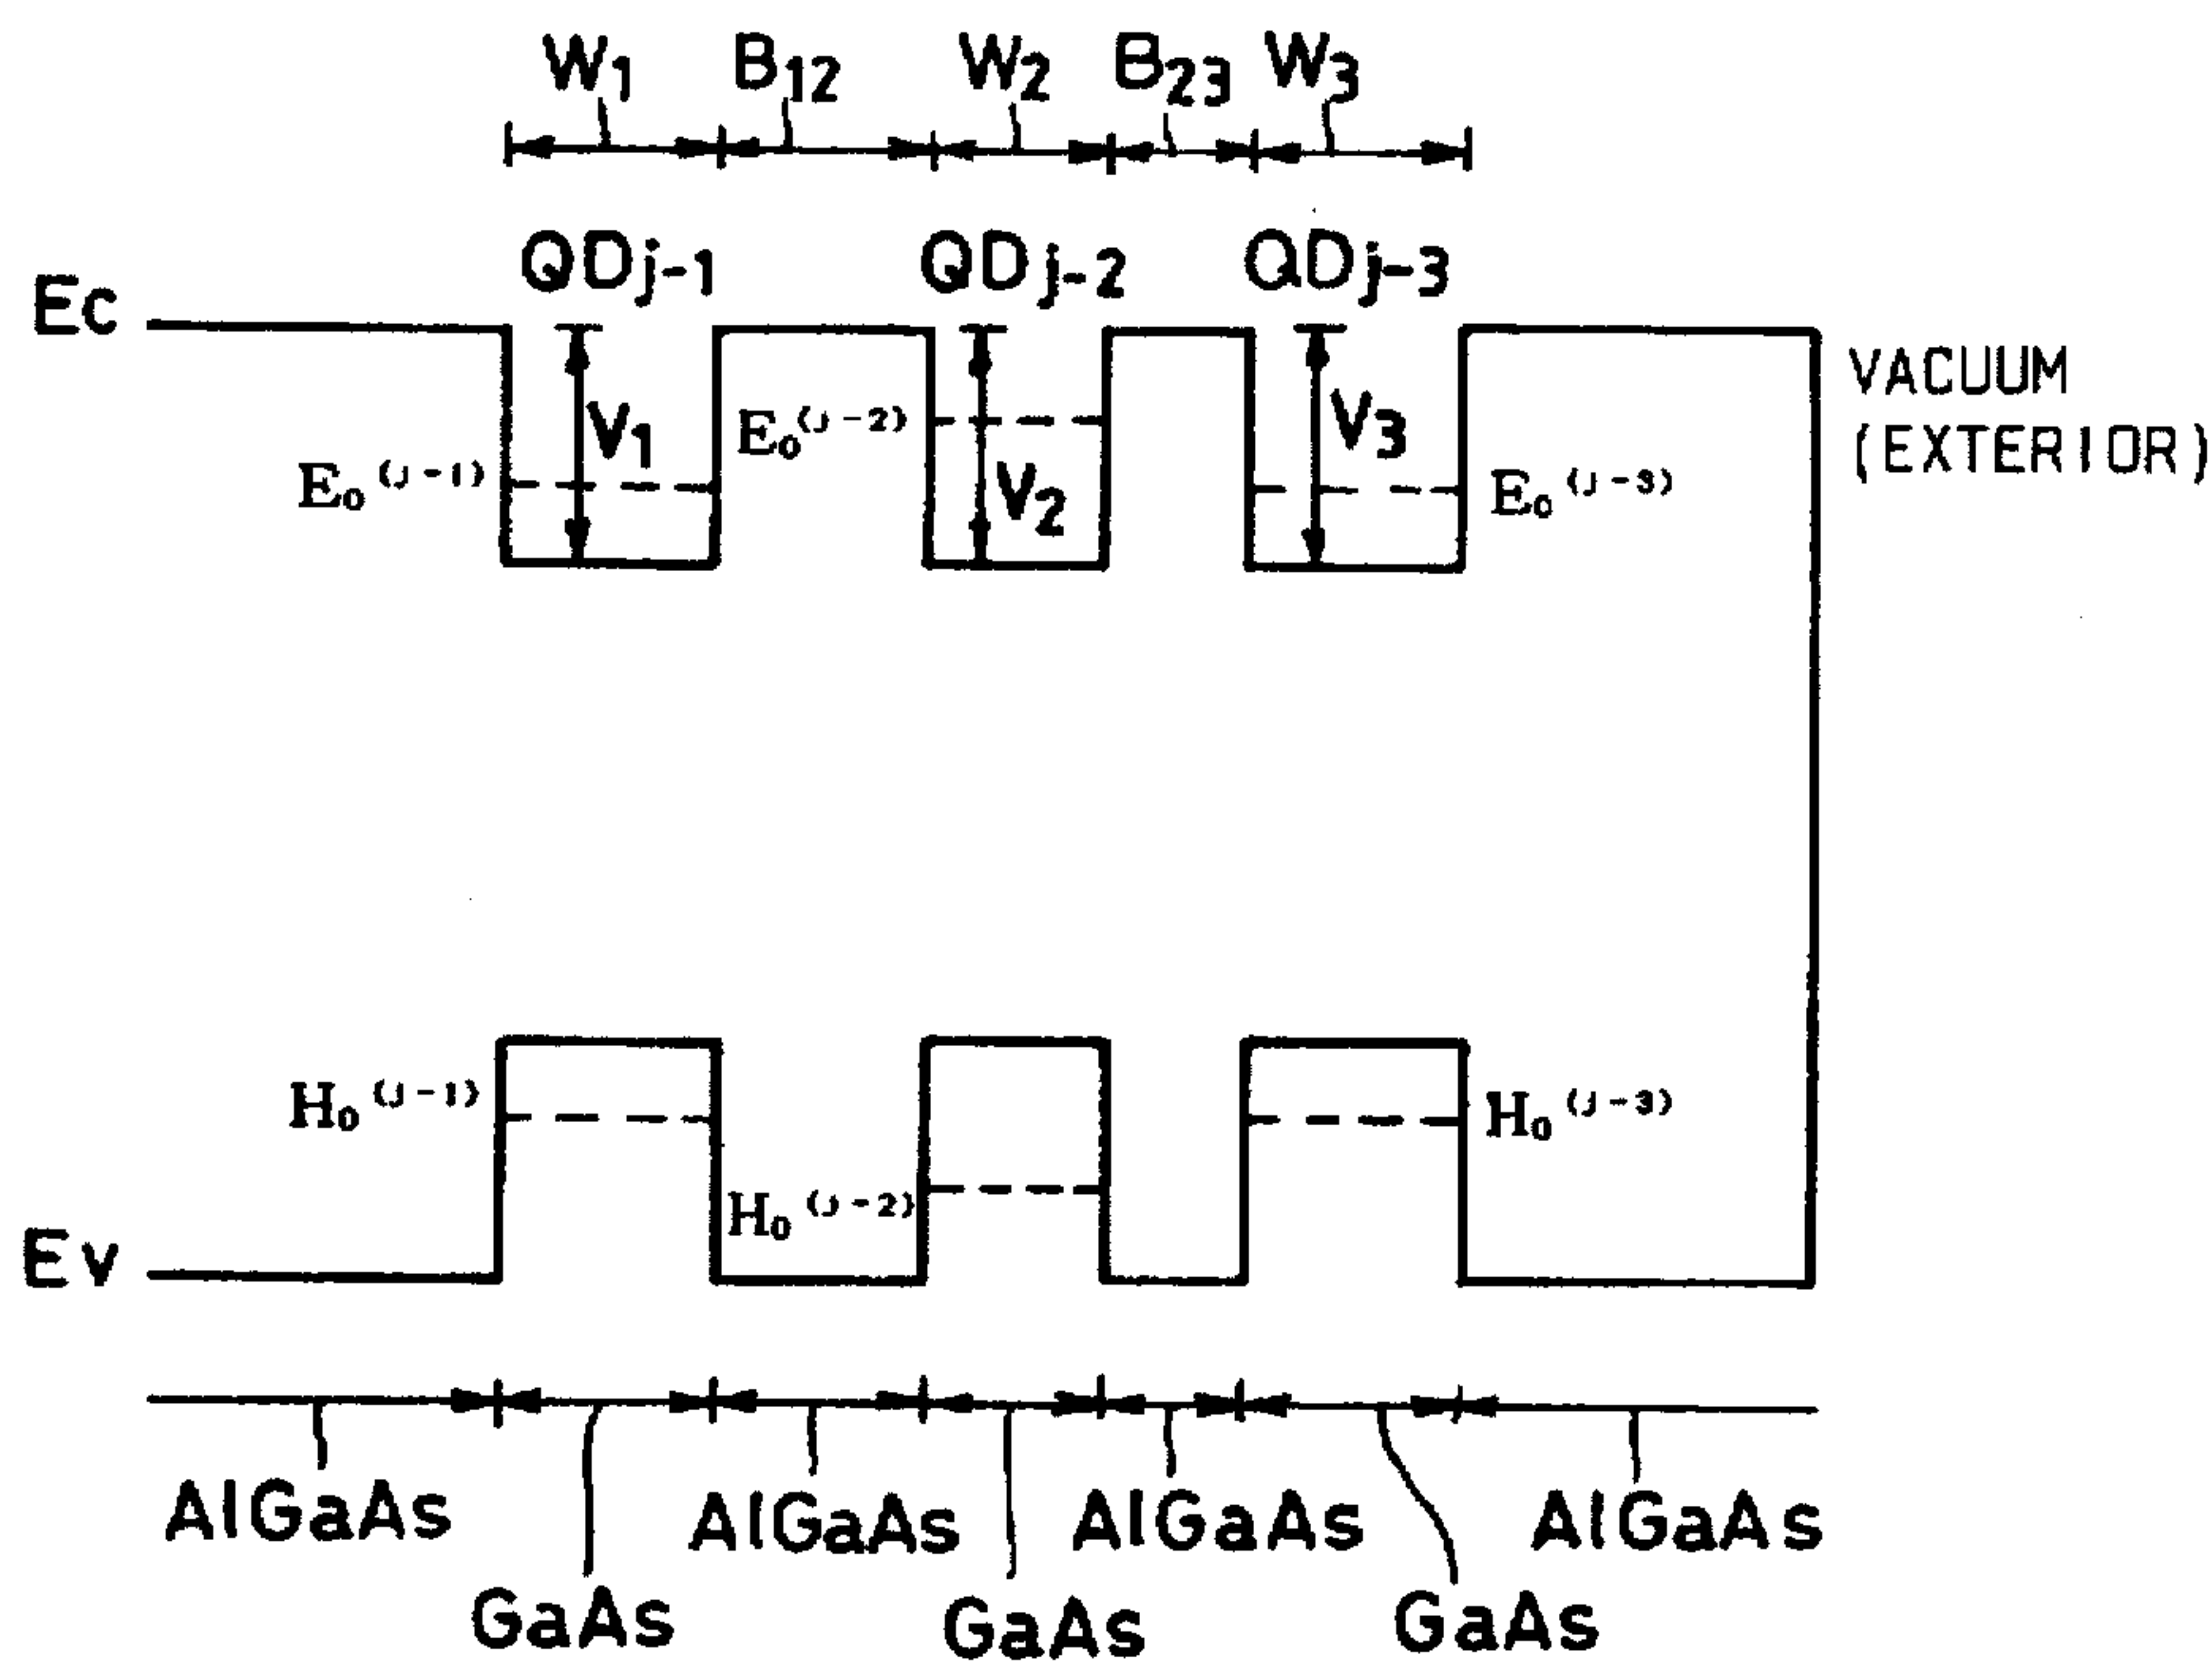 W₁ B₁₂ W₂ B₂₃ W₃
QDj-1 QDj-2 QDj-3
Ec
VACUUM
(EXTERIOR)
V₁ E₀⁽ʲ⁻²⁾ V₃
E₀⁽ʲ⁻¹⁾ V₂ E₀⁽ʲ⁻³⁾
H₀⁽ʲ⁻¹⁾ H₀⁽ʲ⁻³⁾
H₀⁽ʲ⁻²⁾
Ev
AlGaAs AlGaAs AlGaAs AlGaAs
GaAs GaAs GaAs